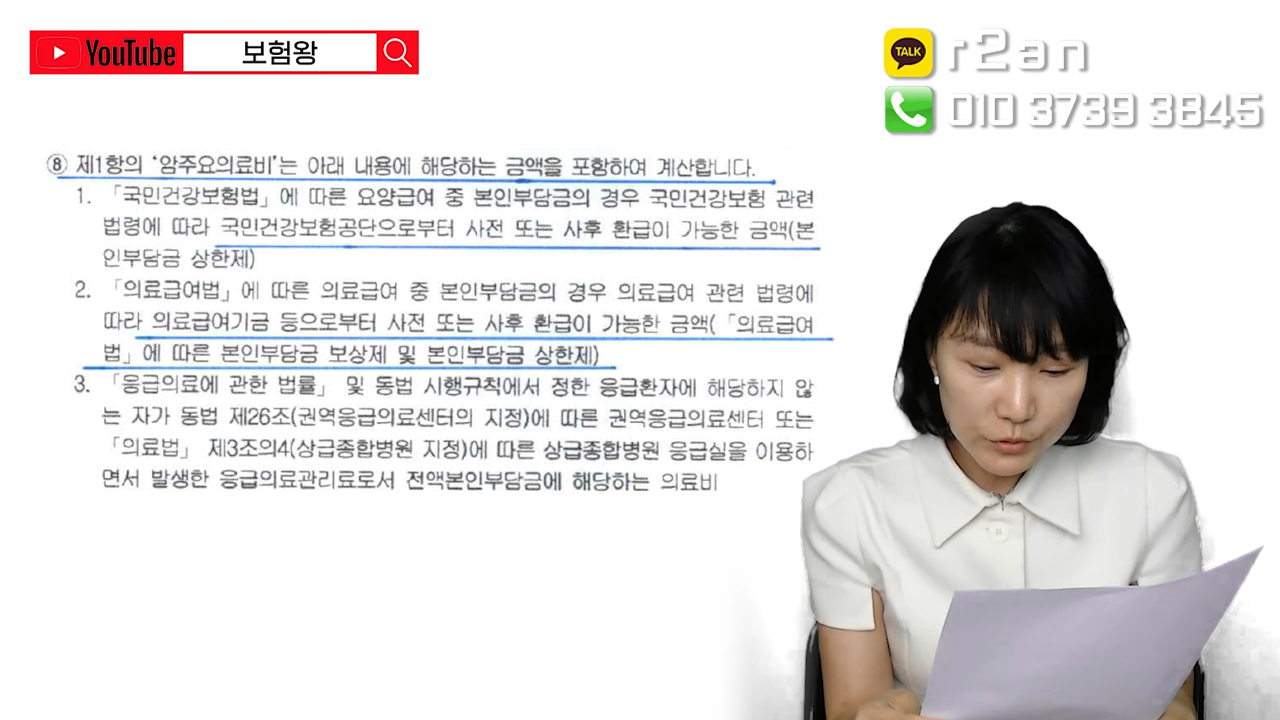 YouTube 보험왕
TALK r2an
010 3739 3845
⑧ 제1항의 '암주요의료비'는 아래 내용에 해당하는 금액을 포함하여 계산합니다.
1. 「국민건강보험법」에 따른 요양급여 중 본인부담금의 경우 국민건강보험 관련
법령에 따라 국민건강보험공단으로부터 사전 또는 사후 환급이 가능한 금액(본
인부담금 상한제)
2. 「의료급여법」에 따른 의료급여 중 본인부담금의 경우 의료급여 관련 법령에
따라 의료급여기금 등으로부터 사전 또는 사후 환급이 가능한 금액(「의료급여
법」에 따른 본인부담금 보상제 및 본인부담금 상한제)
3. 「응급의료에 관한 법률」 및 동법 시행규칙에서 정한 응급환자에 해당하지 않
는 자가 동법 제26조(권역응급의료센터의 지정)에 따른 권역응급의료센터 또는
「의료법」 제3조의4(상급종합병원 지정)에 따른 상급종합병원 응급실을 이용하
면서 발생한 응급의료관리료로서 전액본인부담금에 해당하는 의료비